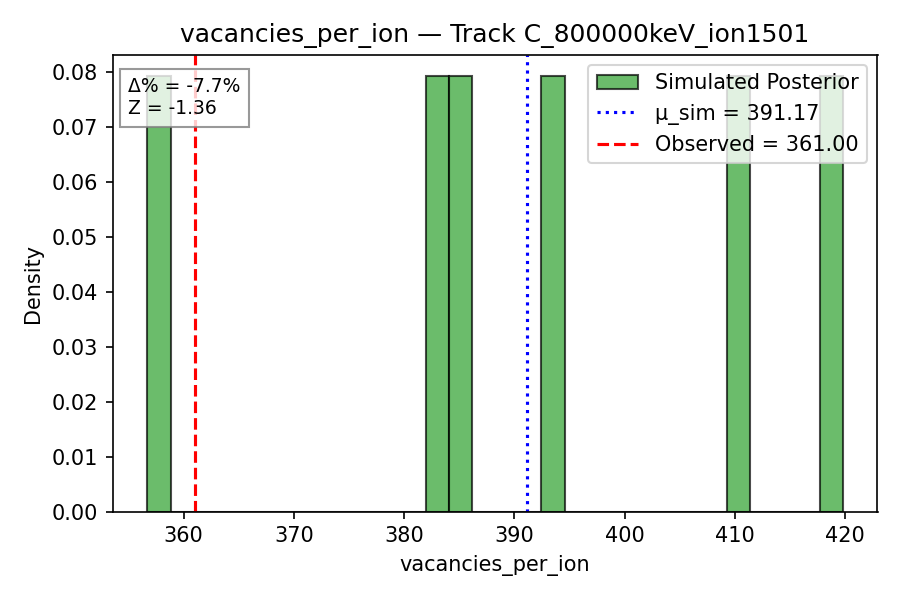 vacancies_per_ion — Track C_800000keV_ion1501
Δ% = -7.7%
Z = -1.36
Simulated Posterior
μ_sim = 391.17
Observed = 361.00
0.08
0.07
0.06
0.05
0.04
0.03
0.02
0.01
0.00
Density
360 370 380 390 400 410 420
vacancies_per_ion